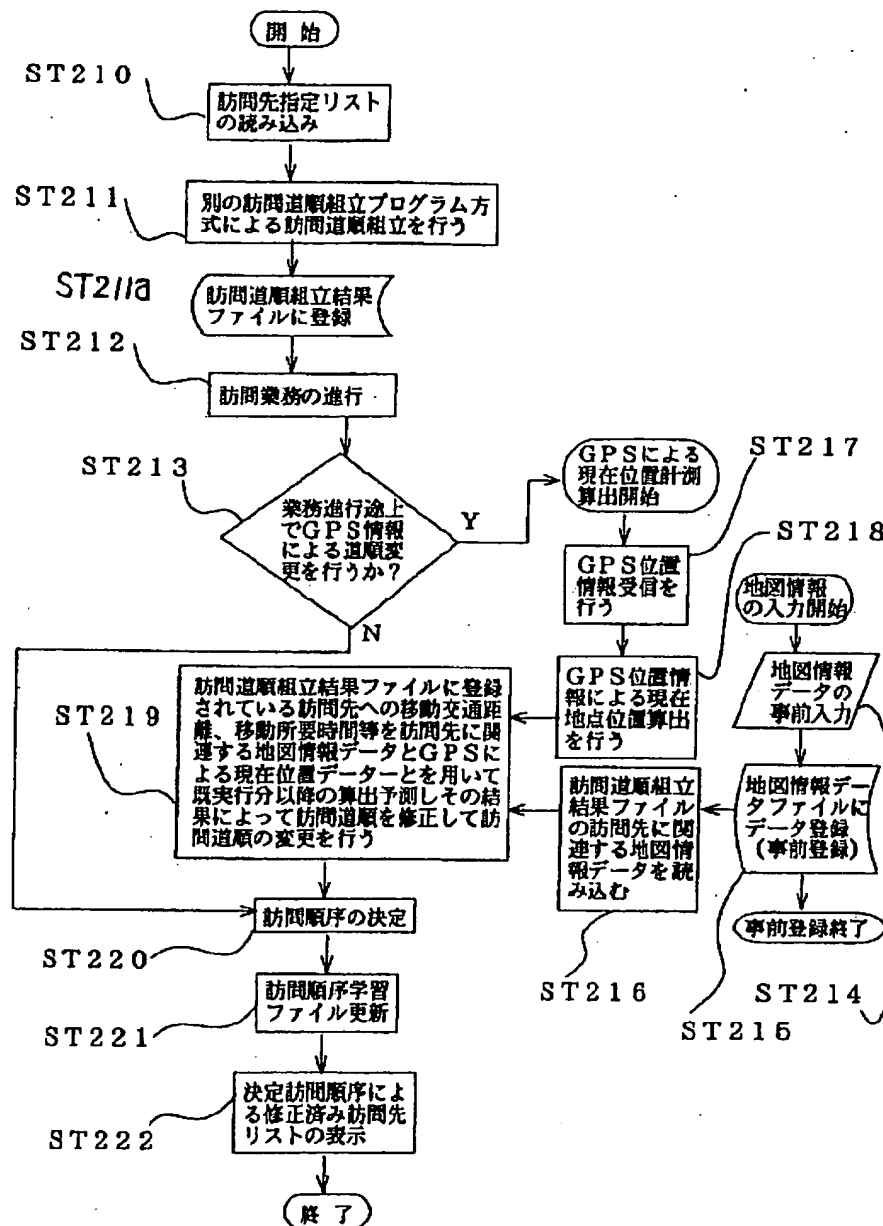 開始
ST210
訪問先指定リスト
の読み込み
ST211
別の訪問道順組立プログラム方
式による訪問道順組立を行う
ST211a
訪問道順組立結果
ファイルに登録
ST212
訪問業務の進行
ST213
業務進行途上
でGPS情報
による道順変
更を行うか?
Y
N
GPSによる
現在位置計測
算出開始
ST217
GPS位置
情報受信を
行う
ST218
GPS位置情
報による現在
地点位置算出
を行う
地図情報
の入力開始
地図情報
データの
事前入力
ST214
地図情報デー
タファイルに
データ登録
(事前登録)
ST215
事前登録終了
訪問道順組立
結果ファイル
の訪問先に関
連する地図情
報データを読
み込む
ST216
ST219
訪問道順組立結果ファイルに登録
されている訪問先への移動交通距
離、移動所要時間等を訪問先に関
連する地図情報データとGPSに
よる現在位置データーとを用いて
既実行分以降の算出予測しその結
果によって訪問道順を修正して訪
問道順の変更を行う
訪問順序の決定
ST220
訪問順序学習
ファイル更新
ST221
決定訪問順序によ
る修正済み訪問先
リストの表示
ST222
終了